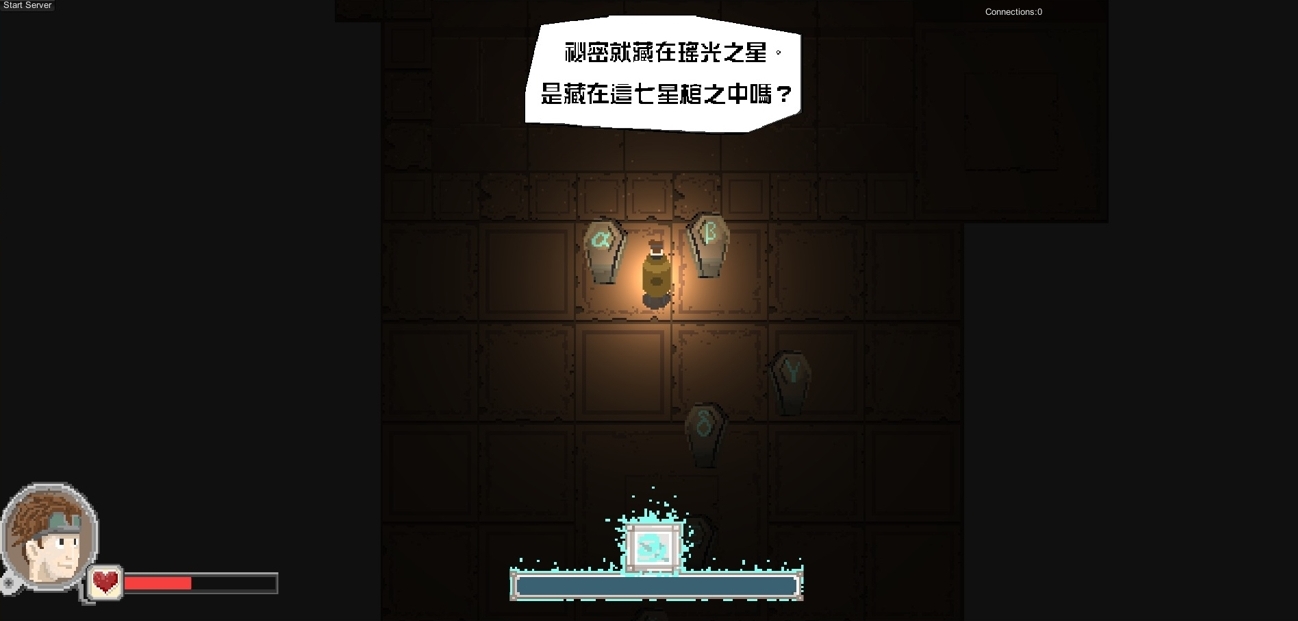 Start Server
Connections:0
祕密就藏在瑤光之星。
是藏在這七星棺之中嗎？
α
β
γ
δ